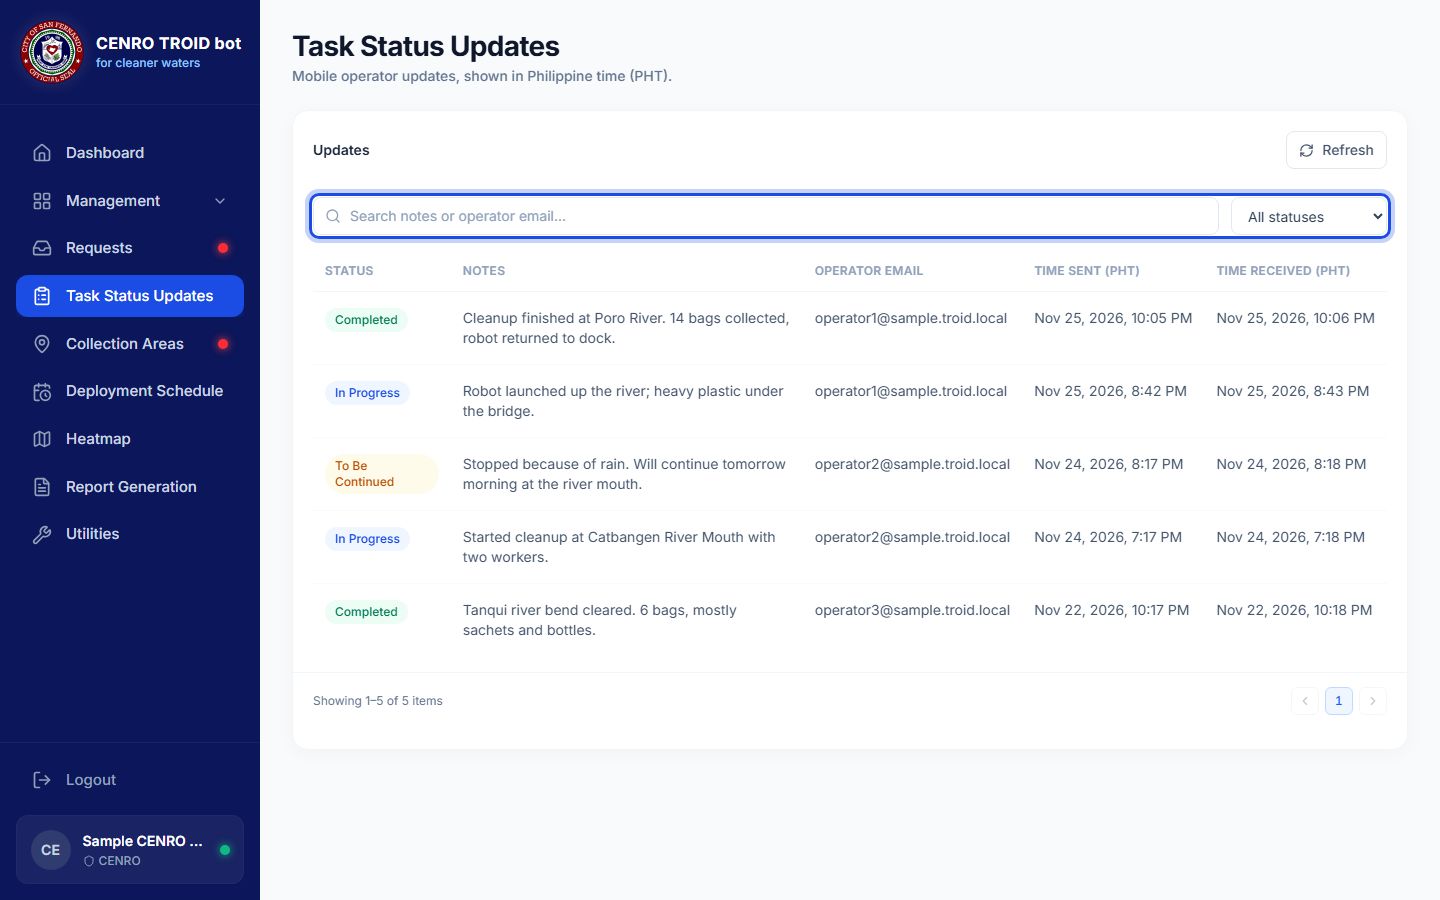 CITY OF SAN FERNANDO
OFFICIAL SEAL
CENRO TROID bot
for cleaner waters
Dashboard
Management
Requests
Task Status Updates
Collection Areas
Deployment Schedule
Heatmap
Report Generation
Utilities
Logout
CE
Sample CENRO ...
CENRO
Task Status Updates
Mobile operator updates, shown in Philippine time (PHT).
Updates
Refresh
Search notes or operator email...
All statuses
STATUS NOTES OPERATOR EMAIL TIME SENT (PHT) TIME RECEIVED (PHT)
Completed Cleanup finished at Poro River. 14 bags collected, operator1@sample.troid.local Nov 25, 2026, 10:05 PM Nov 25, 2026, 10:06 PM
robot returned to dock.
In Progress Robot launched up the river; heavy plastic under operator1@sample.troid.local Nov 25, 2026, 8:42 PM Nov 25, 2026, 8:43 PM
the bridge.
To Be Stopped because of rain. Will continue tomorrow operator2@sample.troid.local Nov 24, 2026, 8:17 PM Nov 24, 2026, 8:18 PM
Continued morning at the river mouth.
In Progress Started cleanup at Catbangen River Mouth with operator2@sample.troid.local Nov 24, 2026, 7:17 PM Nov 24, 2026, 7:18 PM
two workers.
Completed Tanqui river bend cleared. 6 bags, mostly operator3@sample.troid.local Nov 22, 2026, 10:17 PM Nov 22, 2026, 10:18 PM
sachets and bottles.
Showing 1–5 of 5 items
1